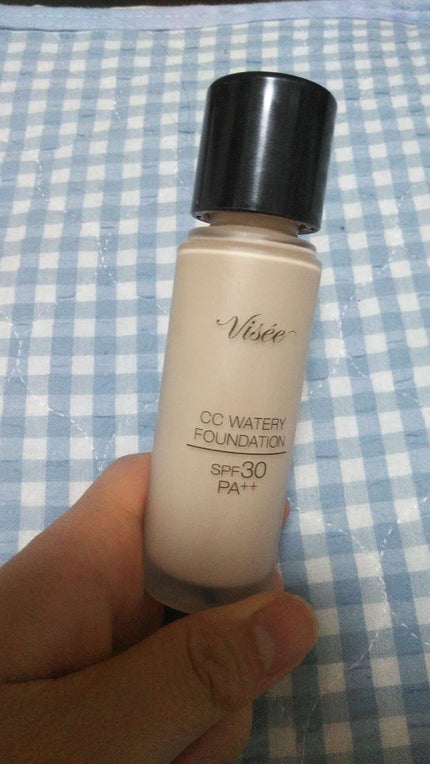 Visée
CC WATERY
FOUNDATION
SPF30
PA++